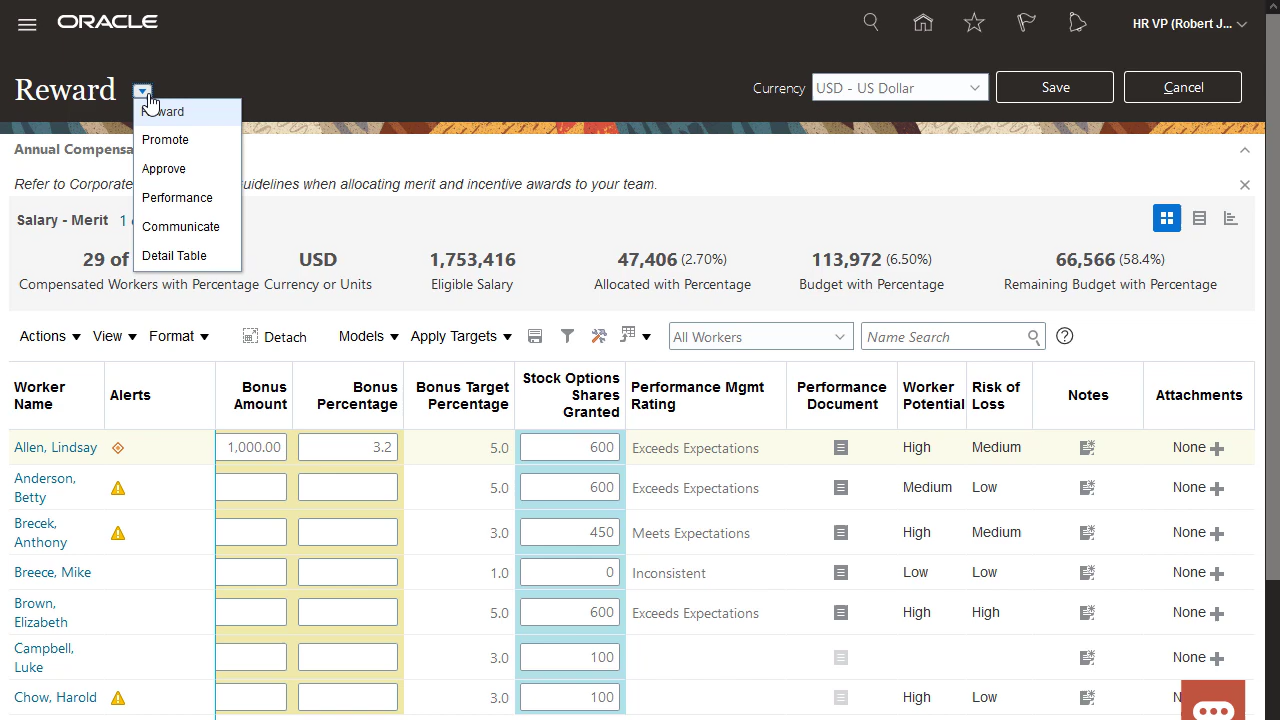 ORACLE
HR VP (Robert J...
Reward
Currency
USD - US Dollar
Save
Cancel
Reward
Promote
Approve
Performance
Communicate
Detail Table
Annual Compensa
Refer to Corporate uidelines when allocating merit and incentive awards to your team.
Salary - Merit 1
29 of
USD
1,753,416
47,406 (2.70%)
113,972 (6.50%)
66,566 (58.4%)
Compensated Workers with Percentage
Currency or Units
Eligible Salary
Allocated with Percentage
Budget with Percentage
Remaining Budget with Percentage
Actions View Format Detach Models Apply Targets All Workers Name Search
Worker Name
Alerts
Bonus Amount
Bonus Percentage
Bonus Target Percentage
Stock Options Shares Granted
Performance Mgmt Rating
Performance Document
Worker Potential
Risk of Loss
Notes
Attachments
Allen, Lindsay 1,000.00 3.2 5.0 600 Exceeds Expectations High Medium None
Anderson, Betty 5.0 600 Exceeds Expectations Medium Low None
Brecek, Anthony 3.0 450 Meets Expectations High Medium None
Breece, Mike 1.0 0 Inconsistent Low Low None
Brown, Elizabeth 5.0 600 Exceeds Expectations High High None
Campbell, Luke 3.0 100 None
Chow, Harold 3.0 100 High Low